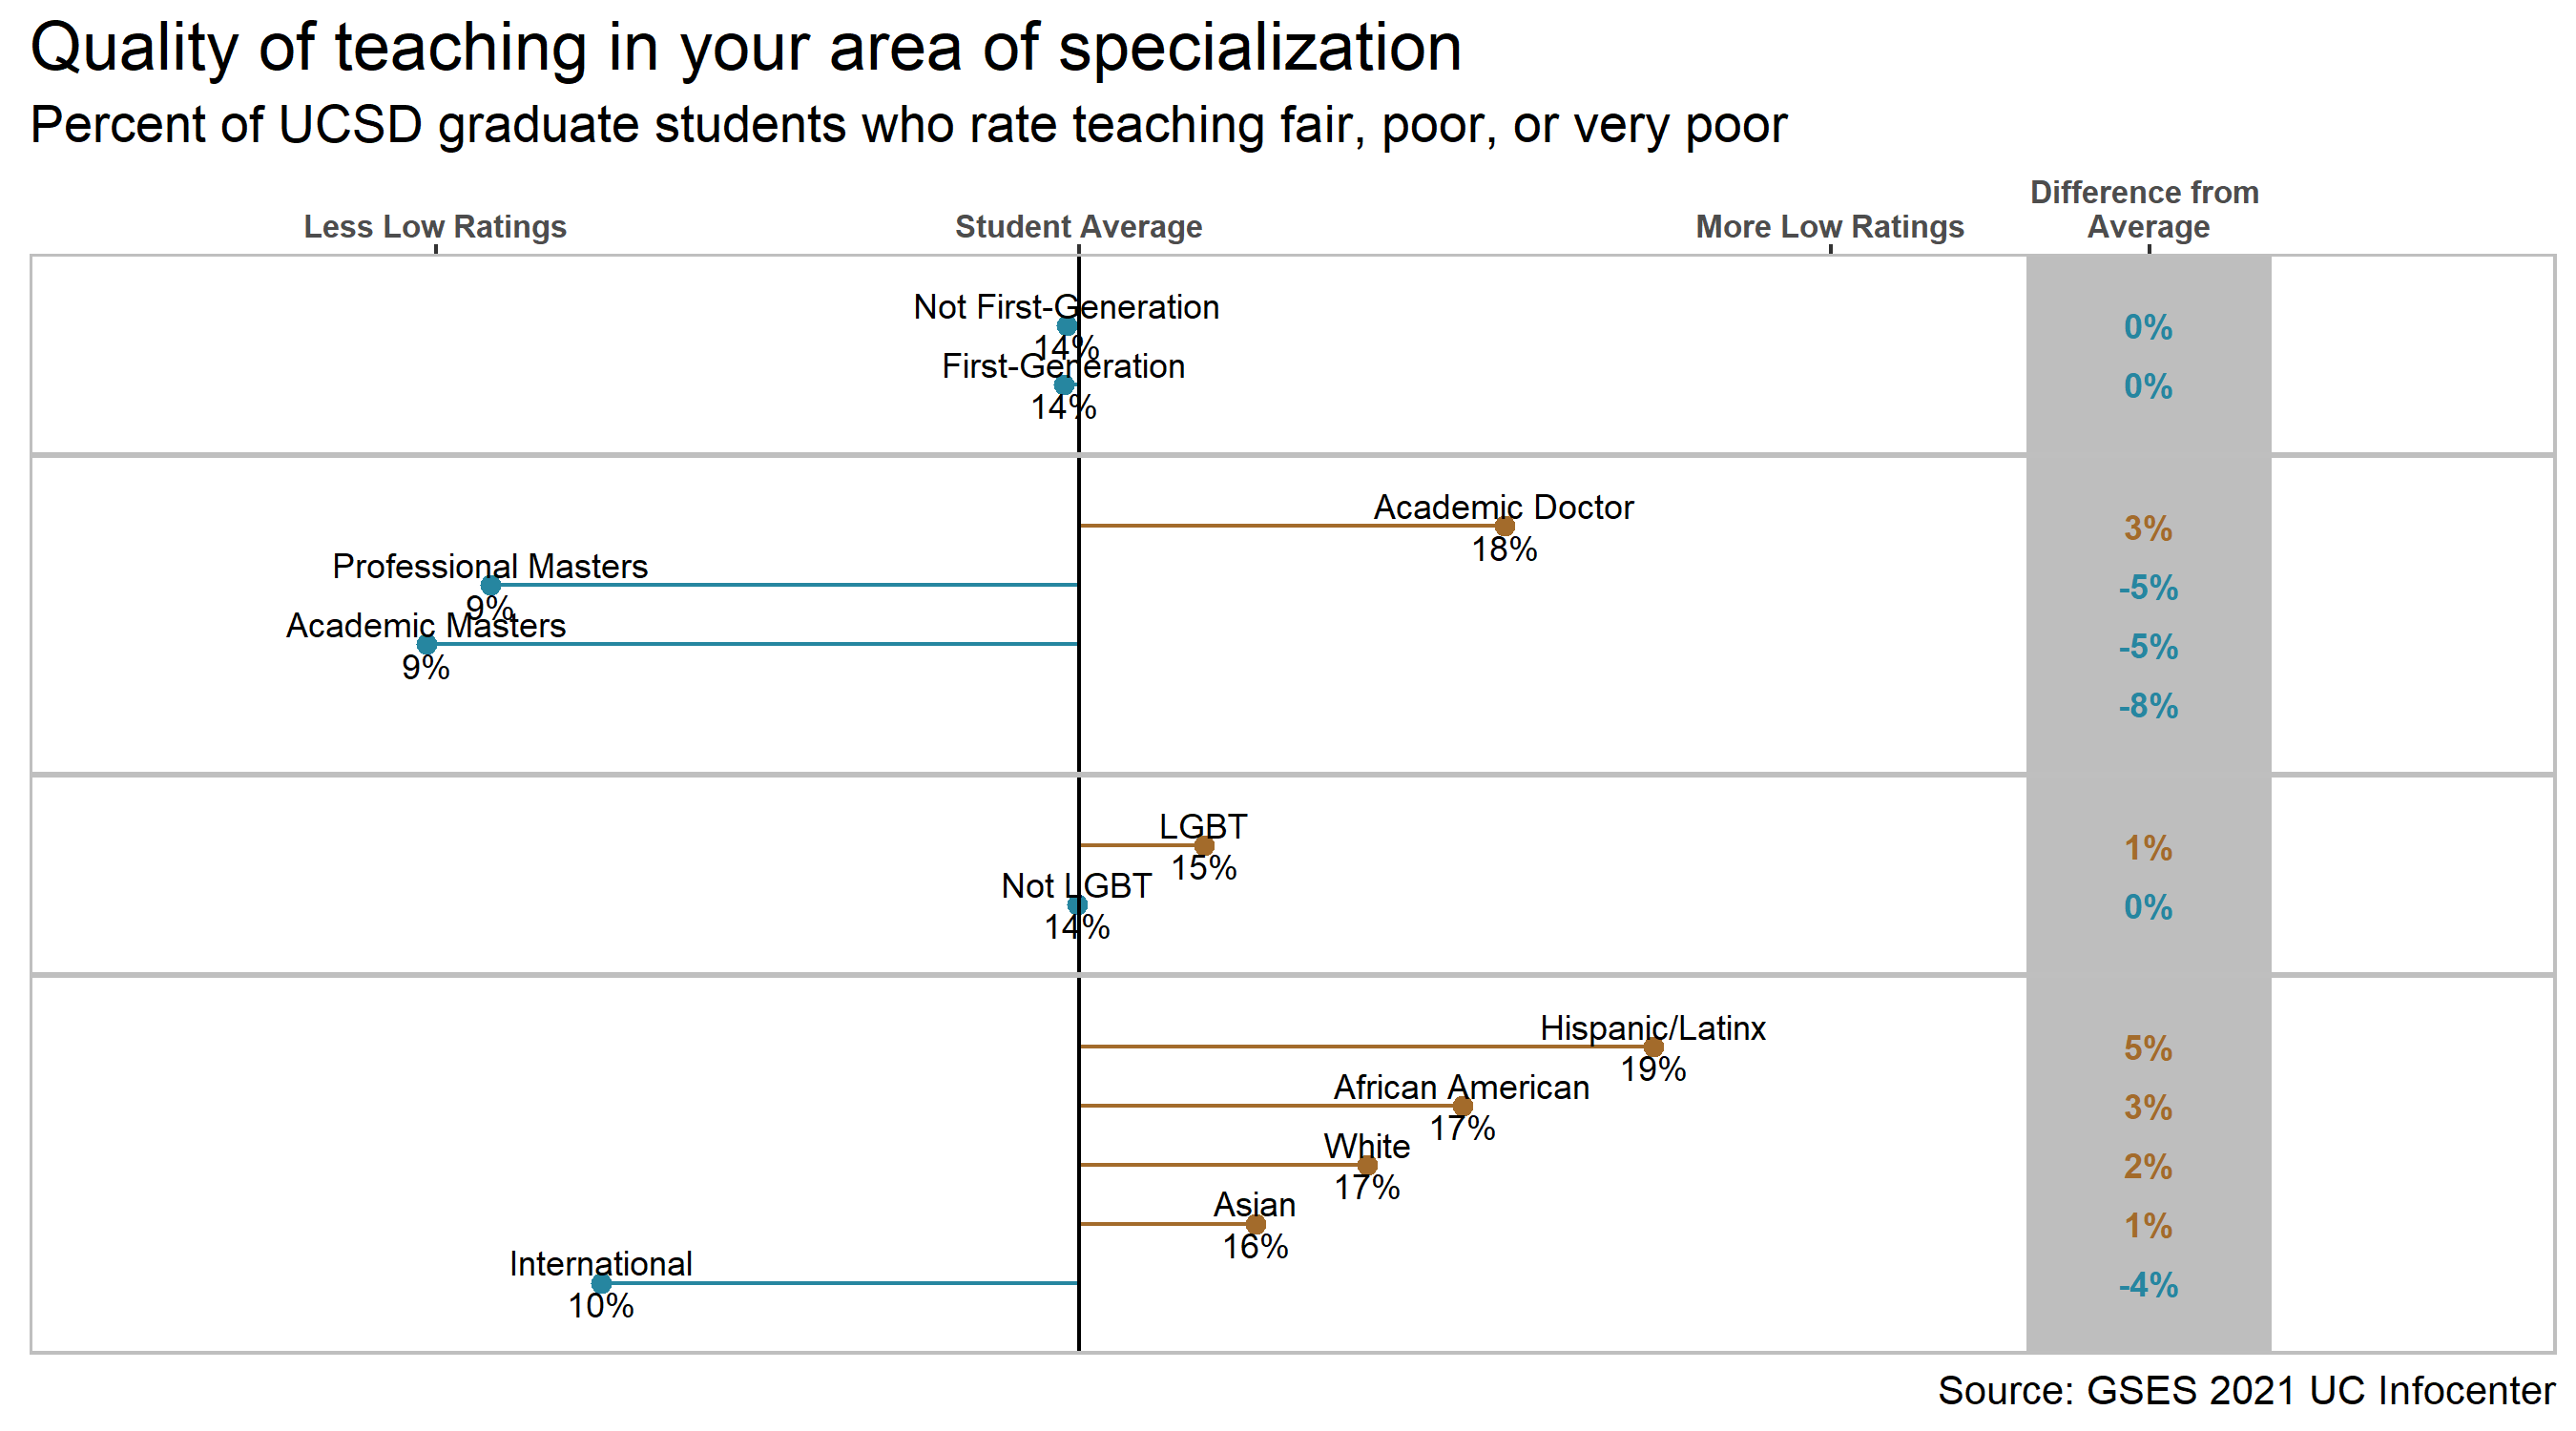 Quality of teaching in your area of specialization
Percent of UCSD graduate students who rate teaching fair, poor, or very poor
Less Low Ratings
Student Average
More Low Ratings
Difference from
Average
Not First-Generation
14%
0%
First-Generation
14%
0%
Academic Doctor
18%
3%
Professional Masters
9%
-5%
Academic Masters
9%
-5%
-8%
LGBT
15%
1%
Not LGBT
14%
0%
Hispanic/Latinx
19%
5%
African American
17%
3%
White
17%
2%
Asian
16%
1%
International
10%
-4%
Source: GSES 2021 UC Infocenter